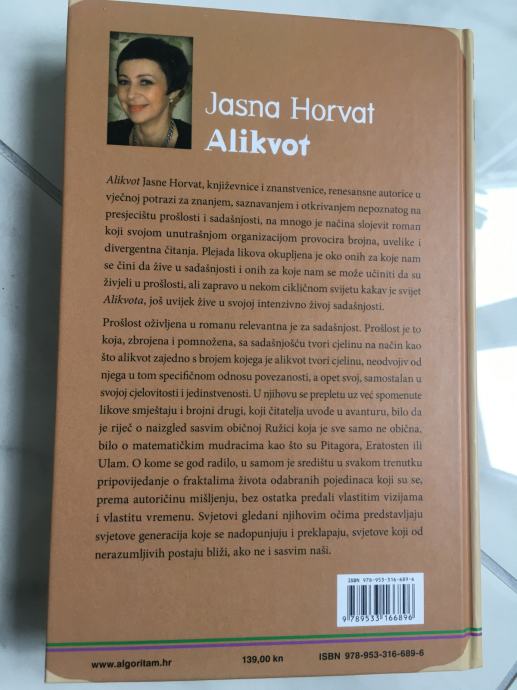 Jasna Horvat
Alikvot
Alikvot Jasne Horvat, književnice i znanstvenice, renesansne autorice u
vječnoj potrazi za znanjem, saznavanjem i otkrivanjem nepoznatog na
presjecištu prošlosti i sadašnjosti, na mnogo je načina slojevit roman
koji svojom unutrašnjom organizacijom provocira brojna, uvelike i
divergentna čitanja. Plejada likova okupljena je oko onih za koje nam
se čini da žive u sadašnjosti i onih za koje nam se može učiniti da su
živjeli u prošlosti, ali zapravo u nekom cikličnom svijetu kakav je svijet
Alikvota, još uvijek žive u svojoj intenzivno živoj sadašnjosti.
Prošlost oživljena u romanu relevantna je za sadašnjost. Prošlost je to
koja, zbrojena i pomnožena, sa sadašnjošću tvori cjelinu na način kao
što alikvot zajedno s brojem kojega je alikvot tvori cjelinu, neodvojiv od
njega u tom specifičnom odnosu povezanosti, a opet svoj, samostalan u
svojoj cjelovitosti i jedinstvenosti. U njihovu se prepletu uz već spomenute
likove smještaju i brojni drugi, koji čitatelja uvode u avanturu, bilo da
je riječ o naizgled sasvim običnoj Ružici koja je sve samo ne obična,
bilo o matematičkim mudracima kao što su Pitagora, Eratosten ili
Ulam. O kome se god radilo, u samom je središtu u svakom trenutku
pripovijedanje o fraktalima života odabranih pojedinaca koji su se,
prema autoričinu mišljenju, bez ostatka predali vlastitim vizijama
i vlastitu vremenu. Svjetovi gledani njihovim očima predstavljaju
svjetove generacija koje se nadopunjuju i preklapaju, svjetove koji od
nerazumljivih postaju bliži, ako ne i sasvim naši.
ISBN 978-953-316-689-6
9 789533 166896
www.algoritam.hr 139,00 kn ISBN 978-953-316-689-6